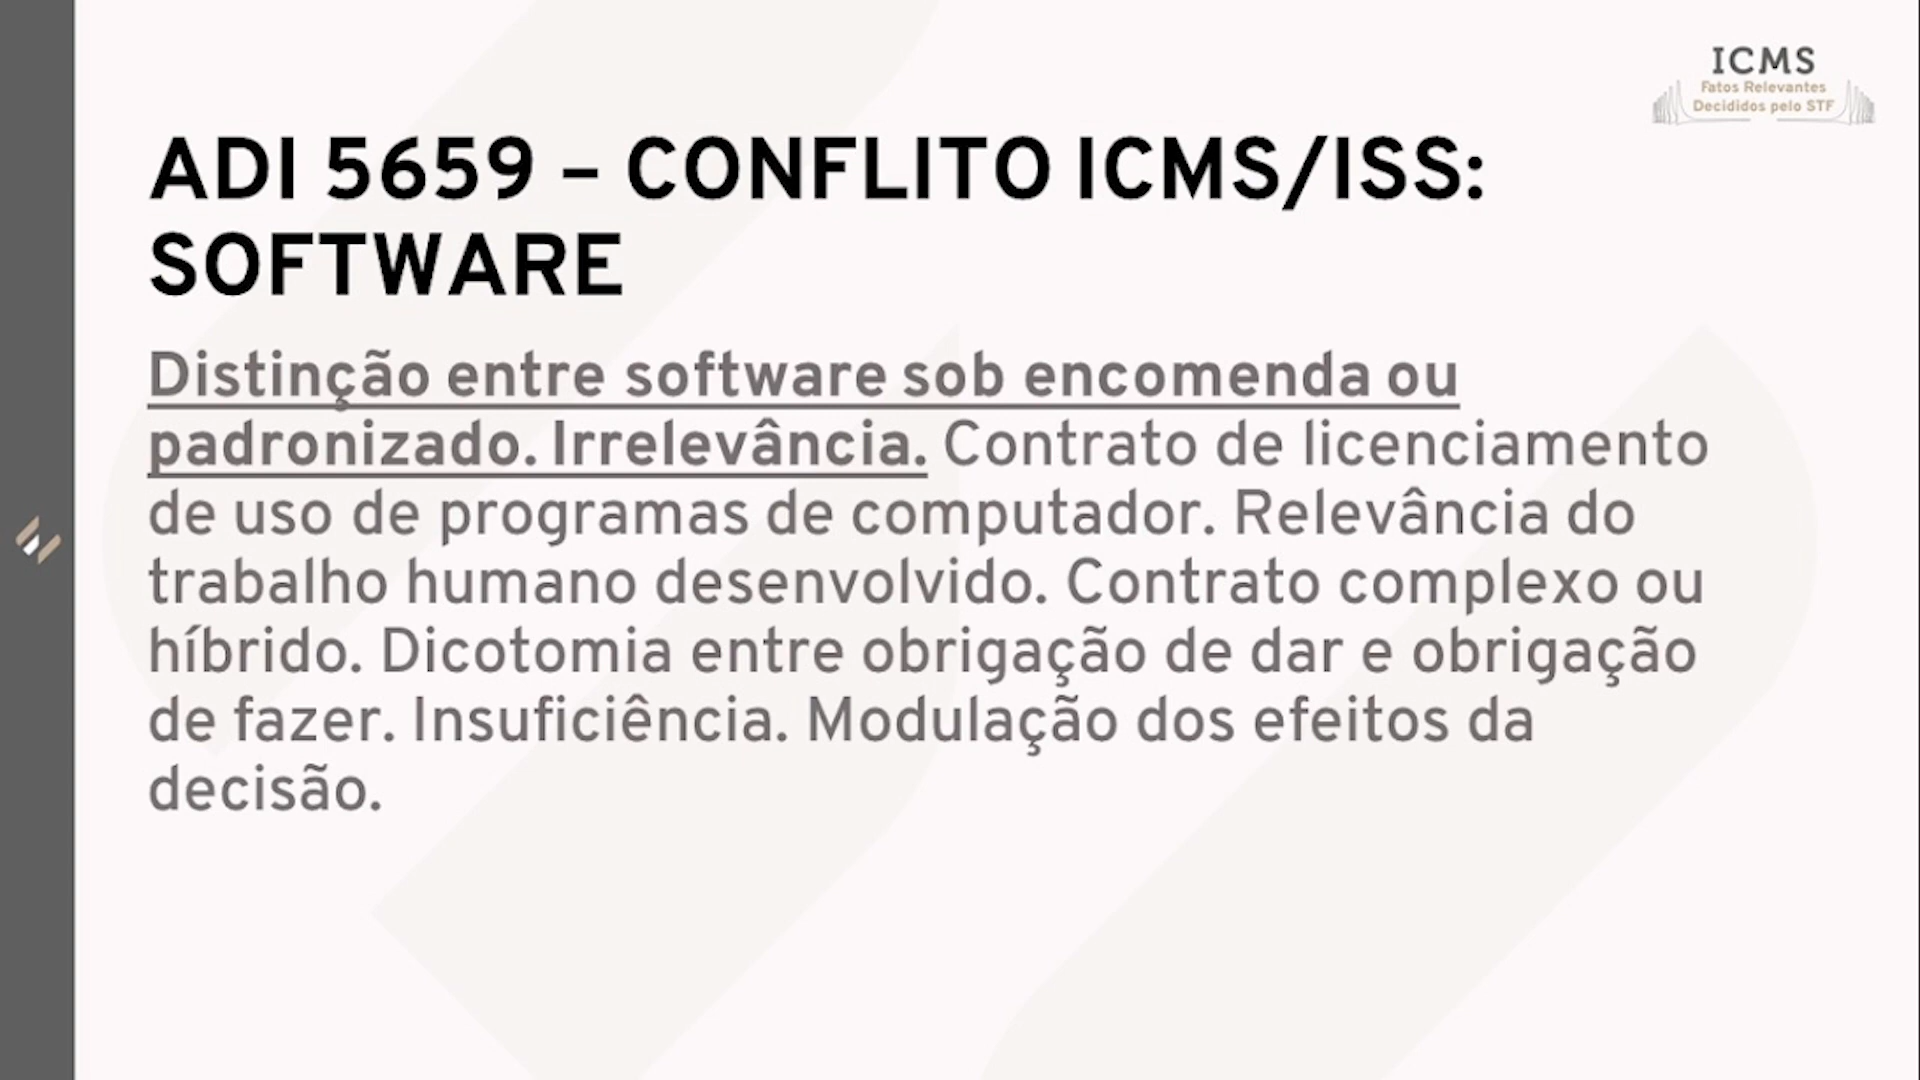 ICMS
Fatos Relevantes
Decididos pelo STF
ADI 5659 – CONFLITO ICMS/ISS:
SOFTWARE
Distinção entre software sob encomenda ou
padronizado. Irrelevância. Contrato de licenciamento
de uso de programas de computador. Relevância do
trabalho humano desenvolvido. Contrato complexo ou
híbrido. Dicotomia entre obrigação de dar e obrigação
de fazer. Insuficiência. Modulação dos efeitos da
decisão.